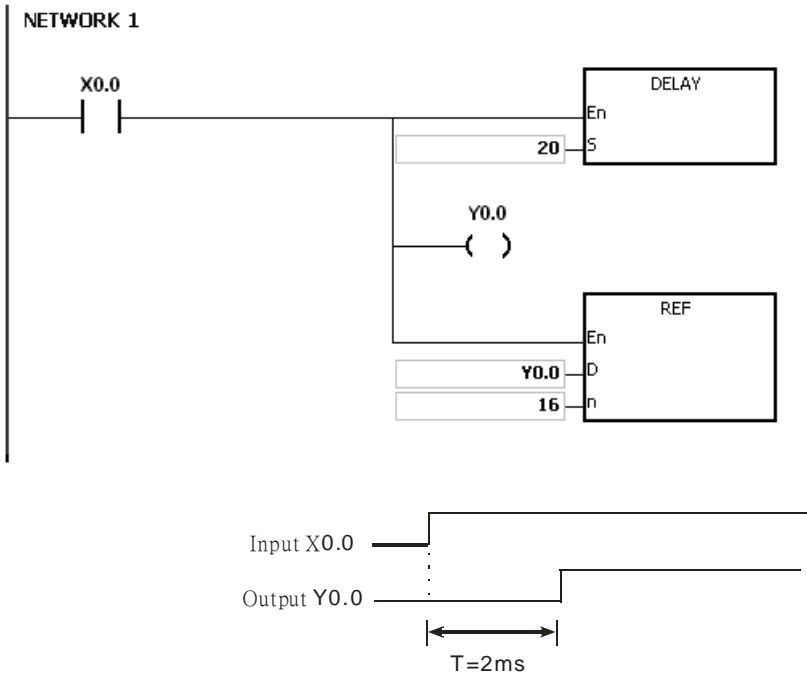 NETWORK 1
X0.0
DELAY
En
20 S
Y0.0
REF
En
Y0.0 D
16 n
Input X0.0
Output Y0.0
T=2ms